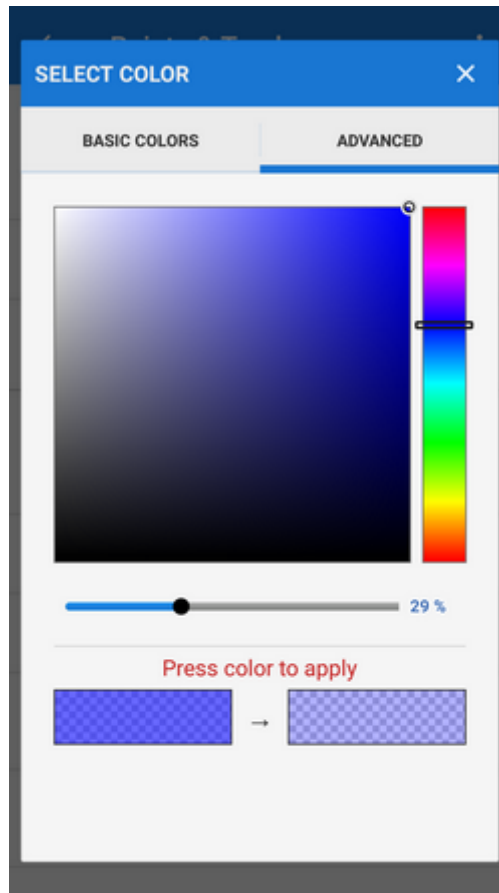 SELECT COLOR ×
BASIC COLORS ADVANCED
29 %
Press color to apply
→